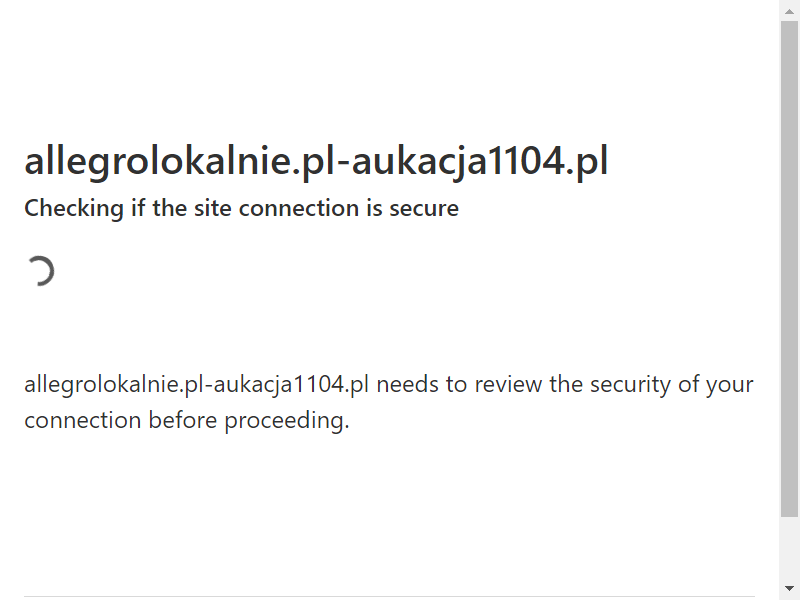 allegrolokalnie.pl-aukacja1104.pl
Checking if the site connection is secure
allegrolokalnie.pl-aukacja1104.pl needs to review the security of your
connection before proceeding.